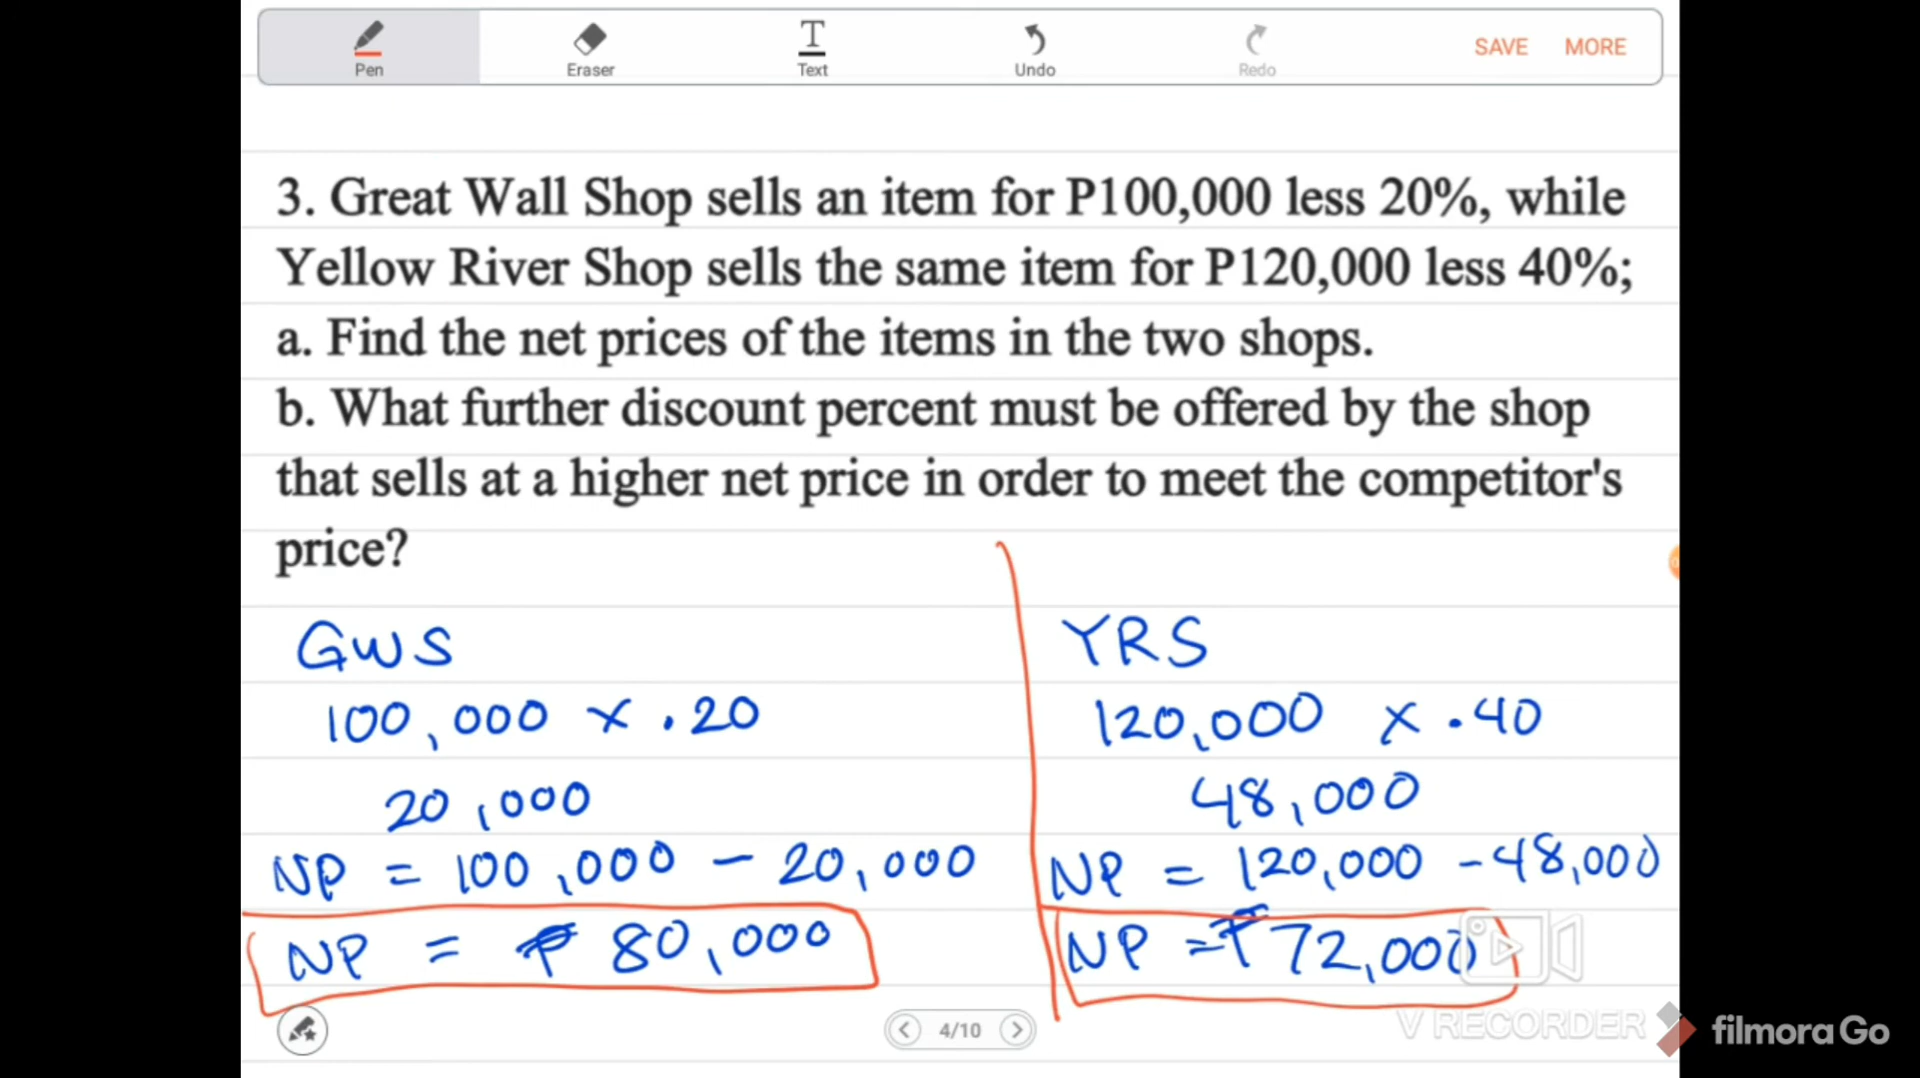 Pen Eraser Text Undo Redo SAVE MORE
3. Great Wall Shop sells an item for P100,000 less 20%, while
Yellow River Shop sells the same item for P120,000 less 40%;
a. Find the net prices of the items in the two shops.
b. What further discount percent must be offered by the shop
that sells at a higher net price in order to meet the competitor's
price?
GWS
100,000 x .20
20,000
NP = 100,000 - 20,000
NP = ₱ 80,000
YRS
120,000 x .40
48,000
NP = 120,000 - 48,000
NP = ₱ 72,000
4/10
V RECORDER
filmora Go